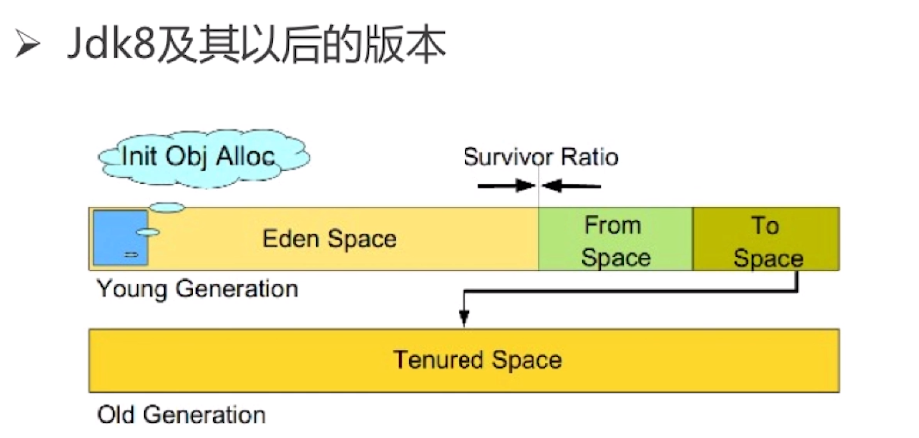 ➢ Jdk8及其以后的版本
Init Obj Alloc
Survivor Ratio
Eden Space
From
Space
To
Space
Young Generation
Tenured Space
Old Generation